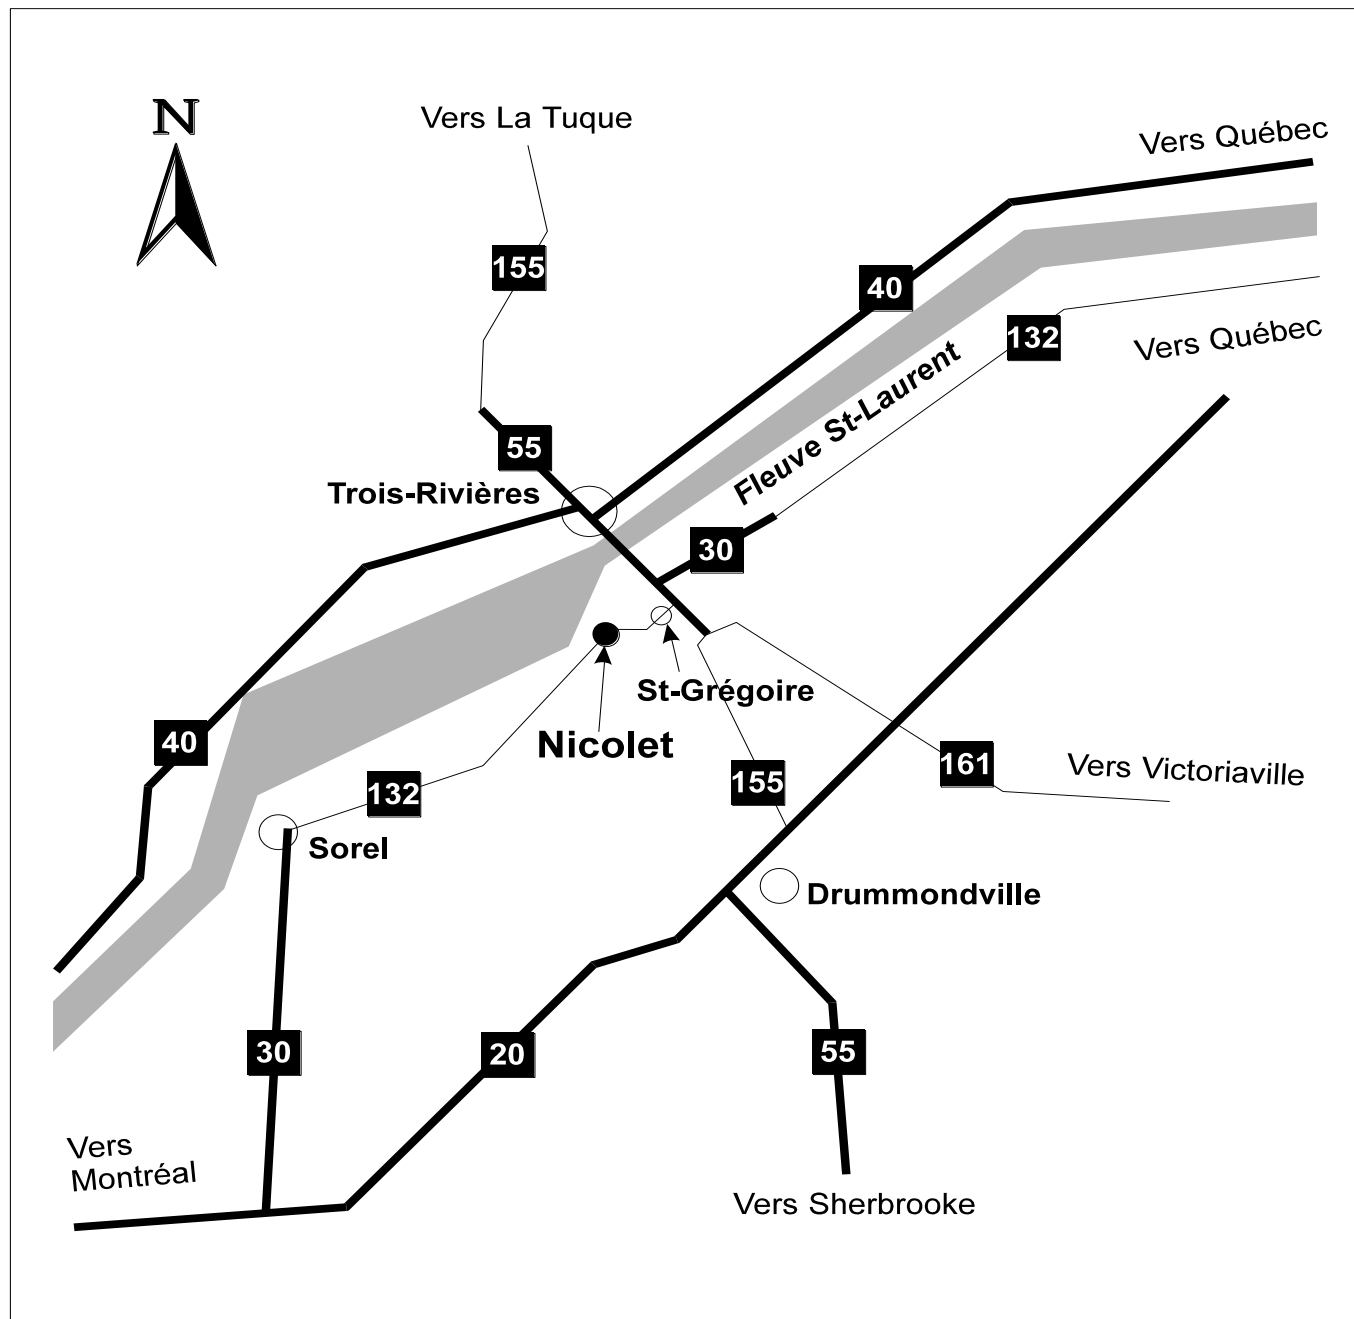 N
Vers La Tuque
Vers Québec
155
40
132
Vers Québec
Fleuve St-Laurent
55
Trois-Rivières
30
St-Grégoire
Nicolet
40
132
155
161
Vers Victoriaville
Sorel
Drummondville
30
20
55
Vers
Montréal
Vers Sherbrooke